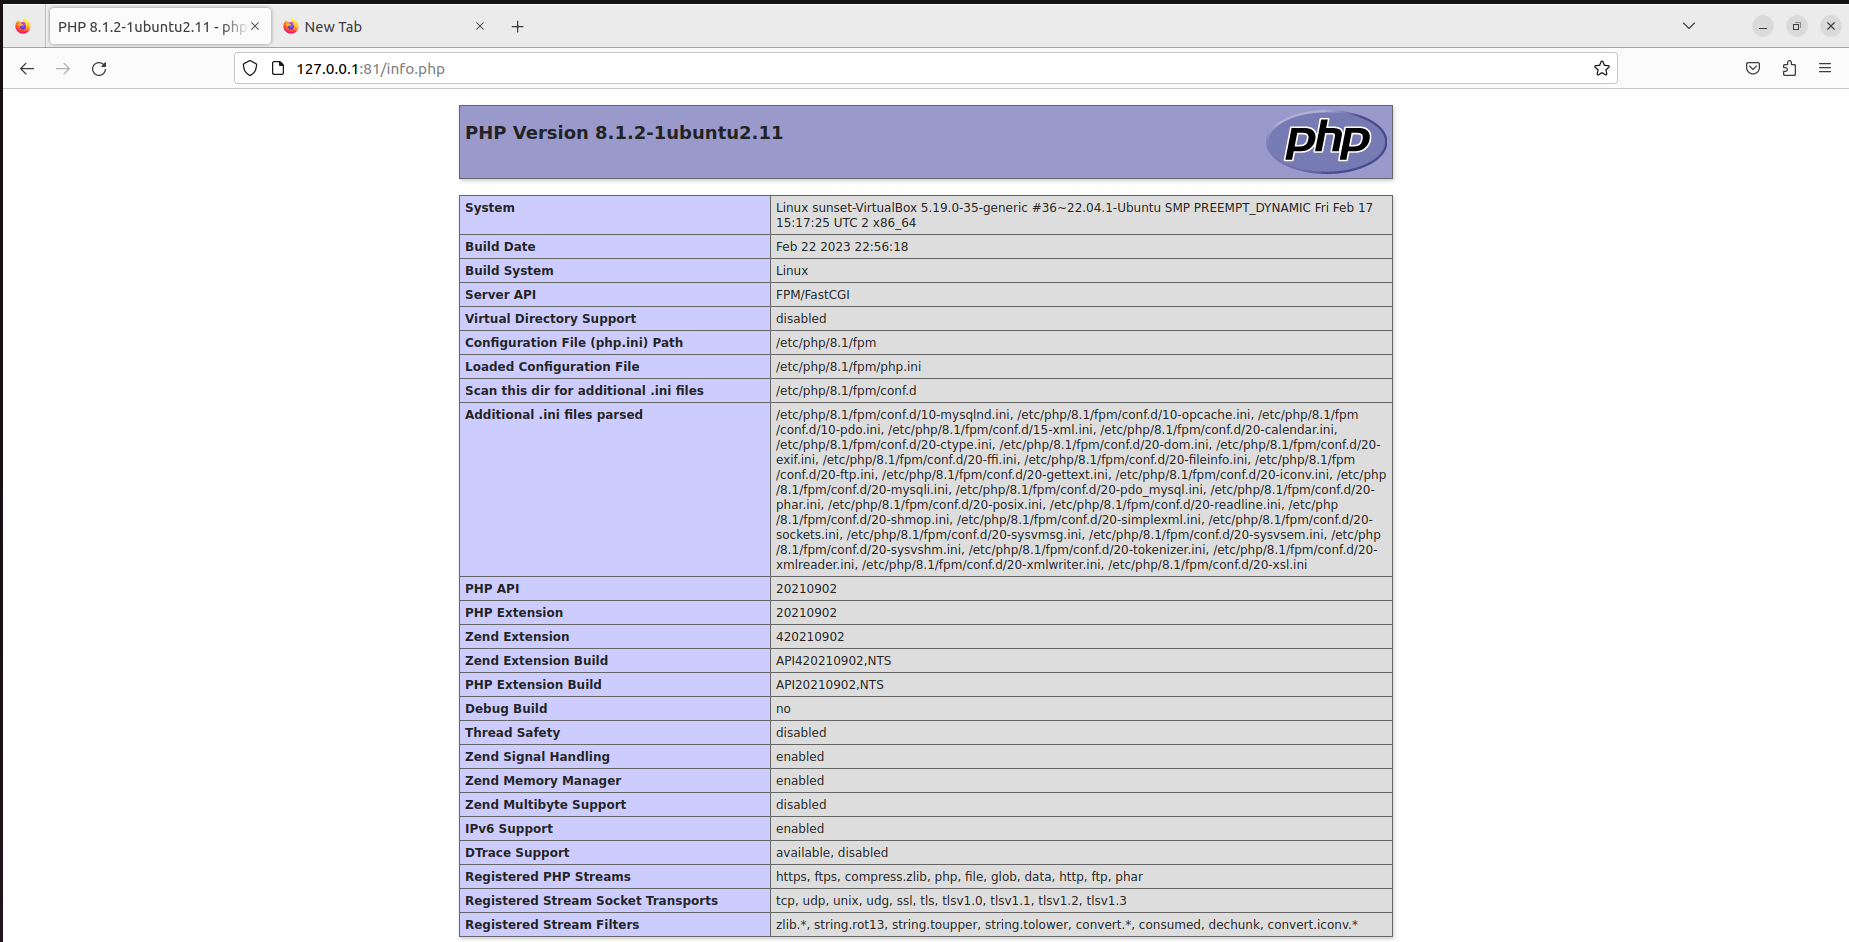 PHP 8.1.2-1ubuntu2.11 - php
New Tab
127.0.0.1:81/info.php
PHP Version 8.1.2-1ubuntu2.11
php
System
Linux sunset-VirtualBox 5.19.0-35-generic #36~22.04.1-Ubuntu SMP PREEMPT_DYNAMIC Fri Feb 17
15:17:25 UTC 2 x86_64
Build Date
Feb 22 2023 22:56:18
Build System
Linux
Server API
FPM/FastCGI
Virtual Directory Support
disabled
Configuration File (php.ini) Path
/etc/php/8.1/fpm
Loaded Configuration File
/etc/php/8.1/fpm/php.ini
Scan this dir for additional .ini files
/etc/php/8.1/fpm/conf.d
Additional .ini files parsed
/etc/php/8.1/fpm/conf.d/10-mysqlnd.ini, /etc/php/8.1/fpm/conf.d/10-opcache.ini, /etc/php/8.1/fpm
/conf.d/10-pdo.ini, /etc/php/8.1/fpm/conf.d/15-xml.ini, /etc/php/8.1/fpm/conf.d/20-calendar.ini,
/etc/php/8.1/fpm/conf.d/20-ctype.ini, /etc/php/8.1/fpm/conf.d/20-dom.ini, /etc/php/8.1/fpm/conf.d/20-
exif.ini, /etc/php/8.1/fpm/conf.d/20-ffi.ini, /etc/php/8.1/fpm/conf.d/20-fileinfo.ini, /etc/php/8.1/fpm
/conf.d/20-ftp.ini, /etc/php/8.1/fpm/conf.d/20-gettext.ini, /etc/php/8.1/fpm/conf.d/20-iconv.ini, /etc/php
/8.1/fpm/conf.d/20-mysqli.ini, /etc/php/8.1/fpm/conf.d/20-pdo_mysql.ini, /etc/php/8.1/fpm/conf.d/20-
phar.ini, /etc/php/8.1/fpm/conf.d/20-posix.ini, /etc/php/8.1/fpm/conf.d/20-readline.ini, /etc/php
/8.1/fpm/conf.d/20-shmop.ini, /etc/php/8.1/fpm/conf.d/20-simplexml.ini, /etc/php/8.1/fpm/conf.d/20-
sockets.ini, /etc/php/8.1/fpm/conf.d/20-sysvmsg.ini, /etc/php/8.1/fpm/conf.d/20-sysvsem.ini, /etc/php
/8.1/fpm/conf.d/20-sysvshm.ini, /etc/php/8.1/fpm/conf.d/20-tokenizer.ini, /etc/php/8.1/fpm/conf.d/20-
xmlreader.ini, /etc/php/8.1/fpm/conf.d/20-xmlwriter.ini, /etc/php/8.1/fpm/conf.d/20-xsl.ini
PHP API
20210902
PHP Extension
20210902
Zend Extension
420210902
Zend Extension Build
API420210902,NTS
PHP Extension Build
API20210902,NTS
Debug Build
no
Thread Safety
disabled
Zend Signal Handling
enabled
Zend Memory Manager
enabled
Zend Multibyte Support
disabled
IPv6 Support
enabled
DTrace Support
available, disabled
Registered PHP Streams
https, ftps, compress.zlib, php, file, glob, data, http, ftp, phar
Registered Stream Socket Transports
tcp, udp, unix, udg, ssl, tls, tlsv1.0, tlsv1.1, tlsv1.2, tlsv1.3
Registered Stream Filters
zlib.*, string.rot13, string.toupper, string.tolower, convert.*, consumed, dechunk, convert.iconv.*